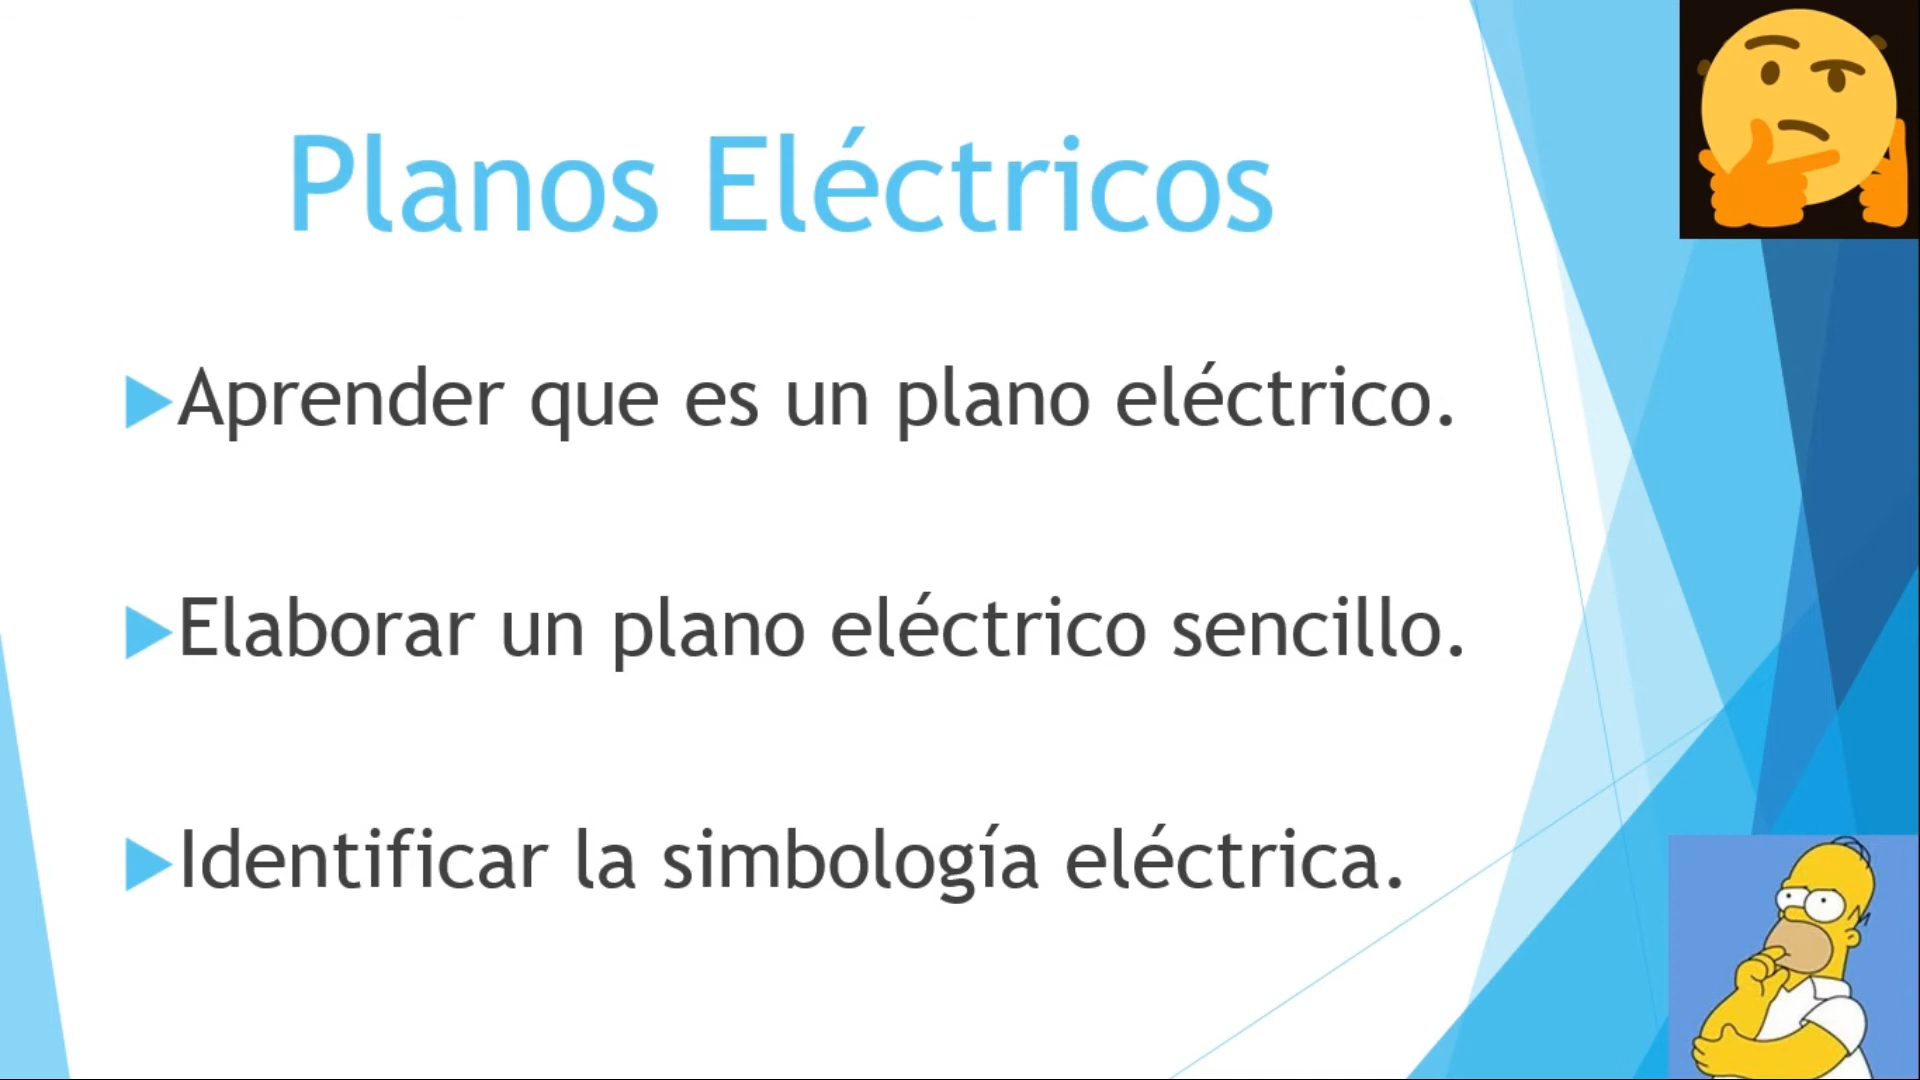 Planos Eléctricos
Aprender que es un plano eléctrico.
Elaborar un plano eléctrico sencillo.
Identificar la simbología eléctrica.